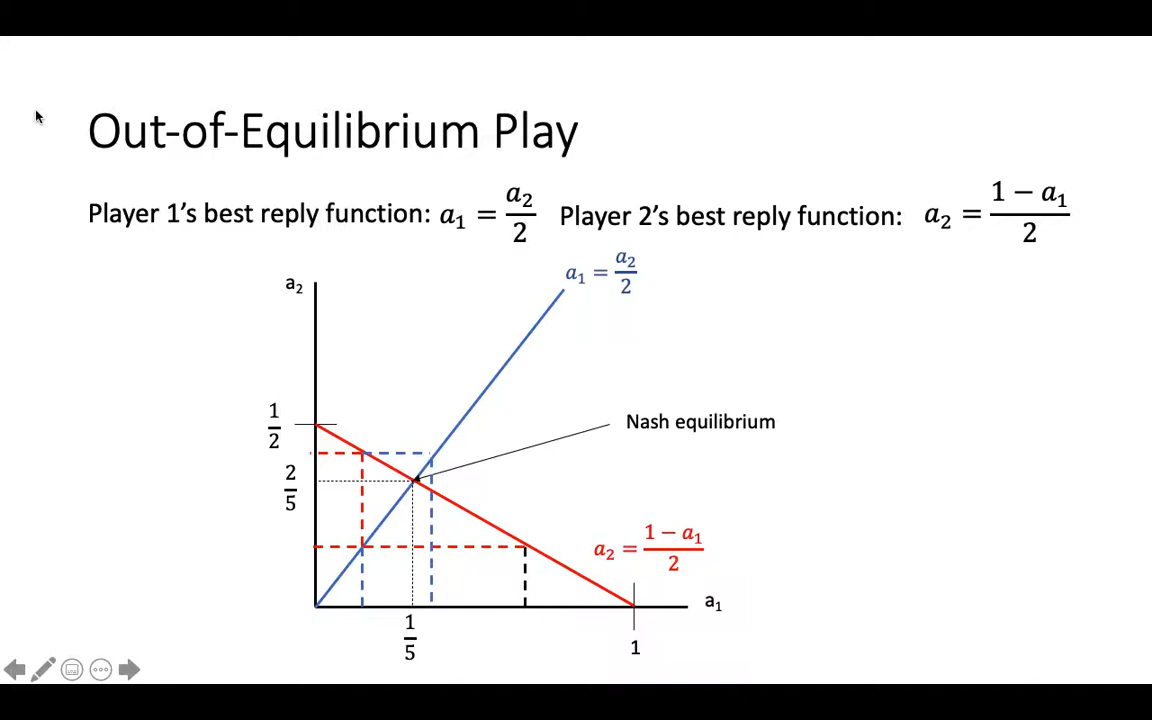 Out-of-Equilibrium Play
Player 1's best reply function: a₁ = a₂/2 Player 2's best reply function: a₂ = (1 − a₁)/2
a₁ = a₂/2
a₂
1/2
Nash equilibrium
2/5
a₂ = (1 − a₁)/2
a₁
1/5
1